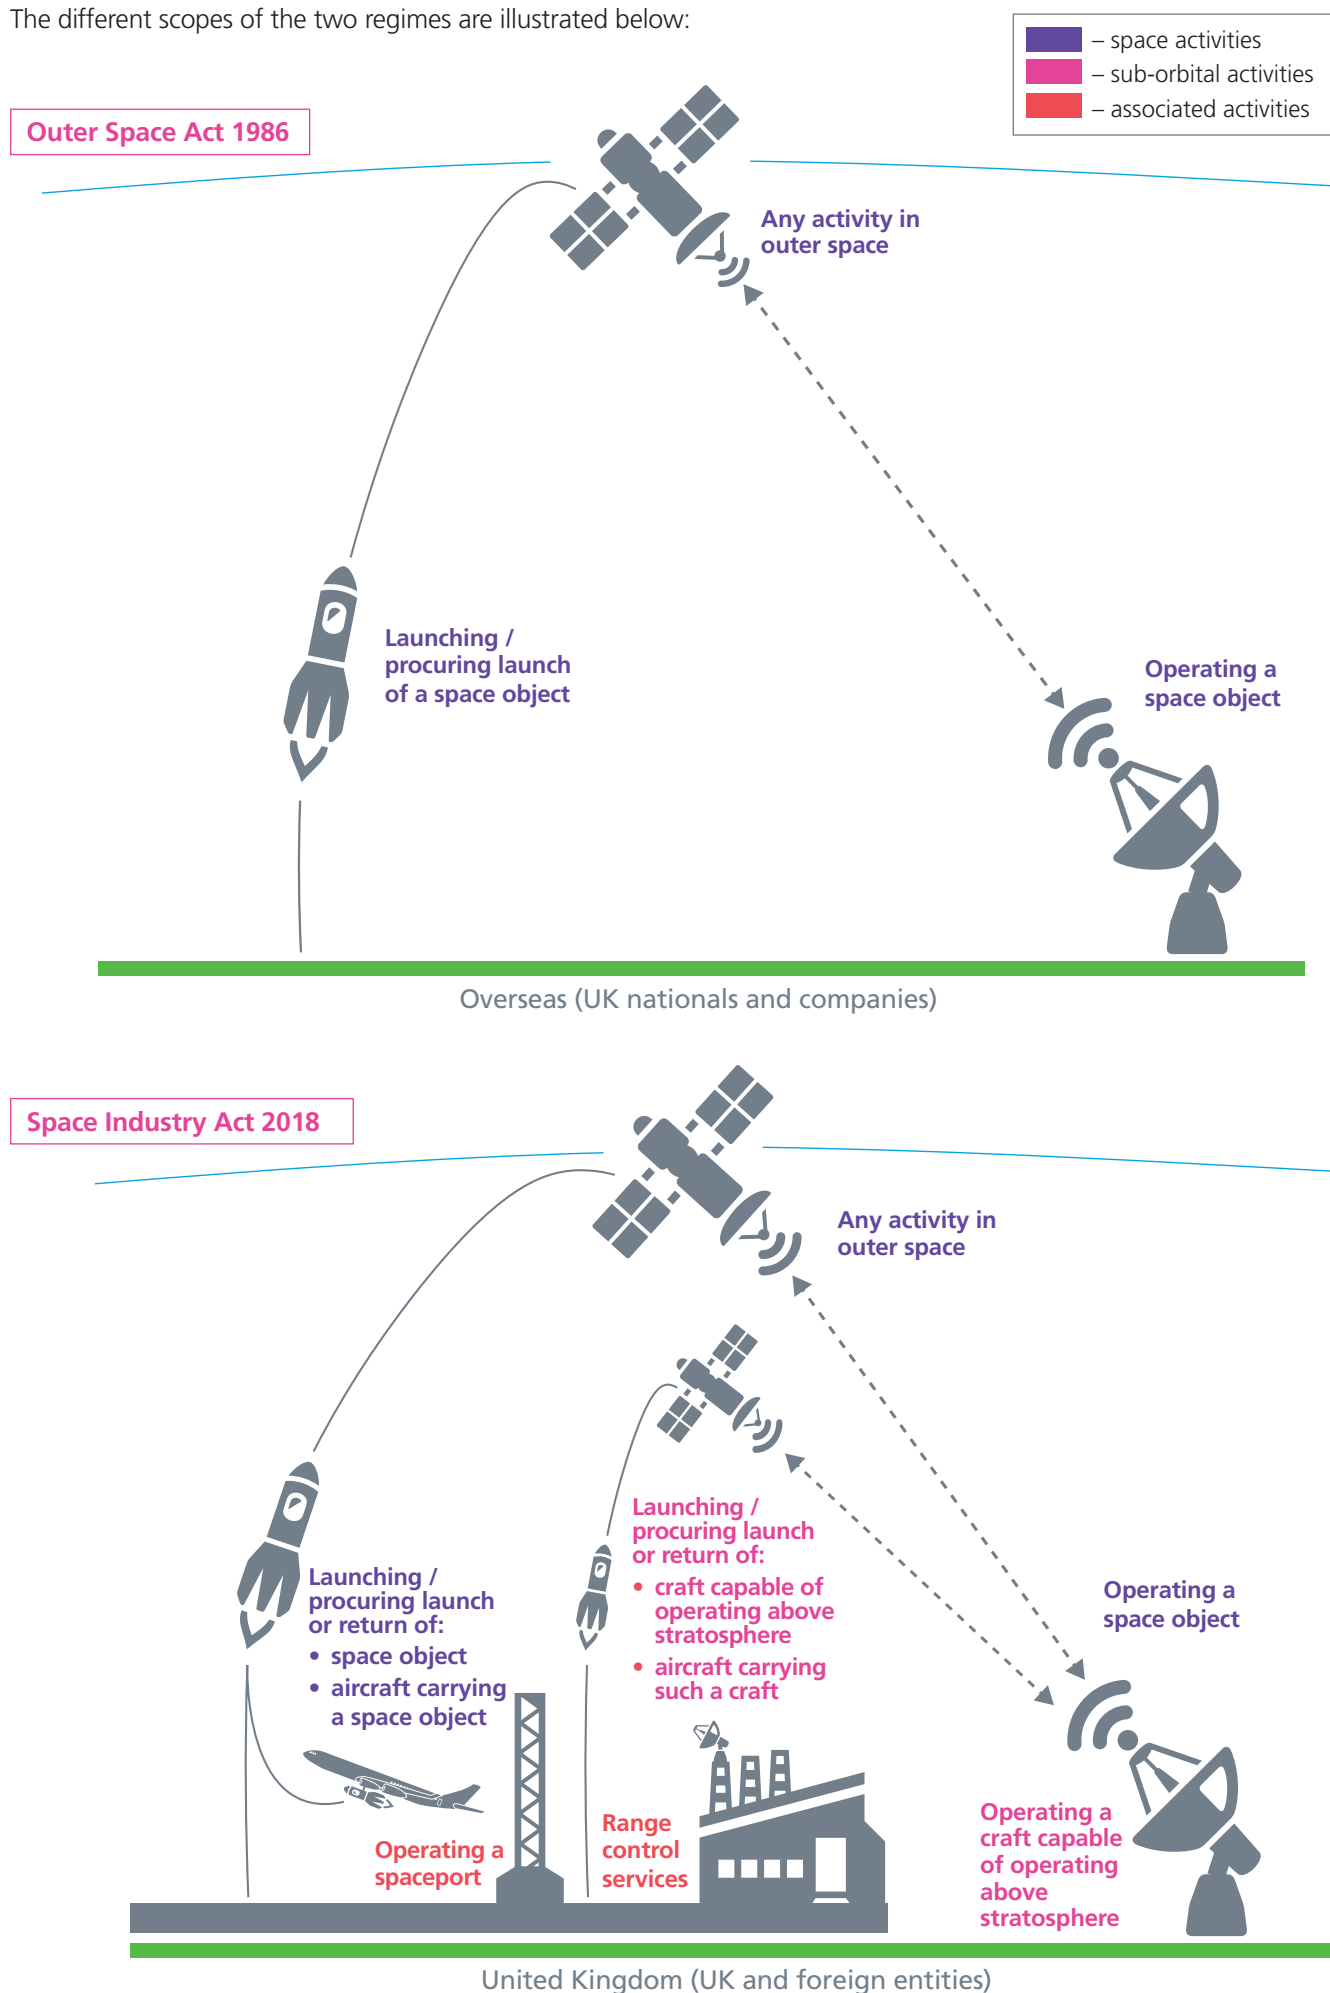 The different scopes of the two regimes are illustrated below:
– space activities
– sub-orbital activities
– associated activities
Outer Space Act 1986
Any activity in
outer space
Launching /
procuring launch
of a space object
Operating a
space object
Overseas (UK nationals and companies)
Space Industry Act 2018
Any activity in
outer space
Launching /
procuring launch
or return of:
• craft capable of
operating above
stratosphere
• aircraft carrying
such a craft
Launching /
procuring launch
or return of:
• space object
• aircraft carrying
a space object
Operating a
space object
Operating a
spaceport
Range
control
services
Operating a
craft capable
of operating
above
stratosphere
United Kingdom (UK and foreign entities)